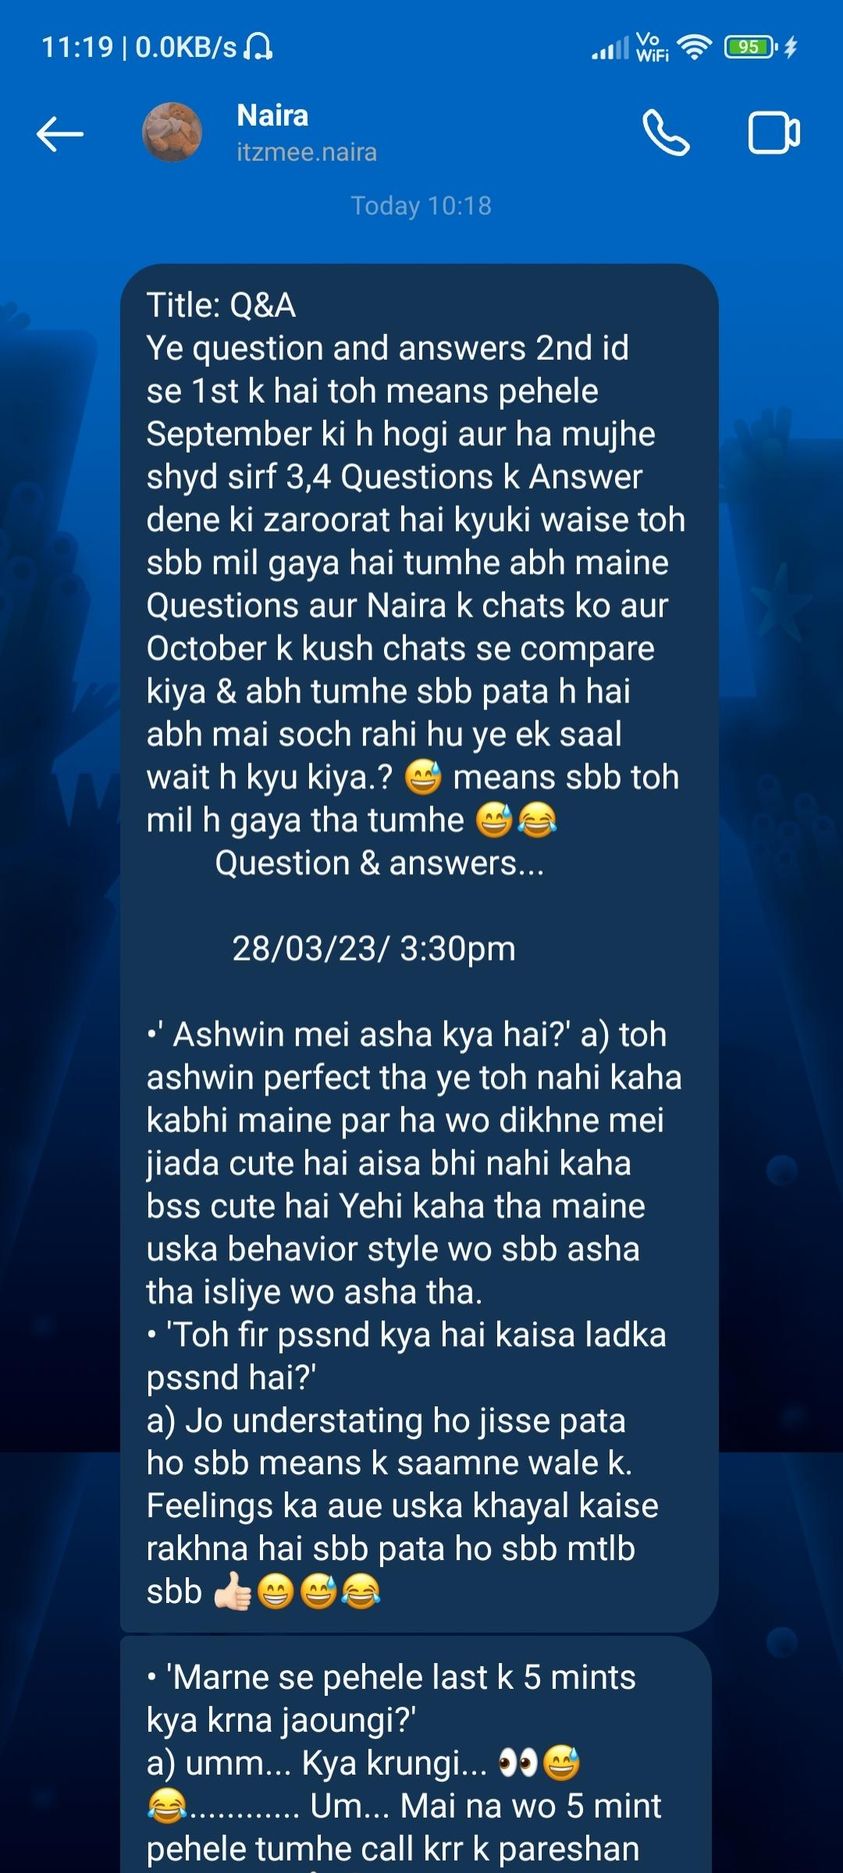 11:19 | 0.0KB/s
Vo
WiFi
95
Naira
itzmee.naira
Today 10:18
Title: Q&A
Ye question and answers 2nd id
se 1st k hai toh means pehele
September ki h hogi aur ha mujhe
shyd sirf 3,4 Questions k Answer
dene ki zaroorat hai kyuki waise toh
sbb mil gaya hai tumhe abh maine
Questions aur Naira k chats ko aur
October k kush chats se compare
kiya & abh tumhe sbb pata h hai
abh mai soch rahi hu ye ek saal
wait h kyu kiya.? 😅 means sbb toh
mil h gaya tha tumhe 😅😂
Question & answers...
28/03/23/ 3:30pm
•' Ashwin mei asha kya hai?' a) toh
ashwin perfect tha ye toh nahi kaha
kabhi maine par ha wo dikhne mei
jiada cute hai aisa bhi nahi kaha
bss cute hai Yehi kaha tha maine
uska behavior style wo sbb asha
tha isliye wo asha tha.
• 'Toh fir pssnd kya hai kaisa ladka
pssnd hai?'
a) Jo understating ho jisse pata
ho sbb means k saamne wale k.
Feelings ka aue uska khayal kaise
rakhna hai sbb pata ho sbb mtlb
sbb 👍🏻😁😅😂
• 'Marne se pehele last k 5 mints
kya krna jaoungi?'
a) umm... Kya krungi... 👀😅
😂............ Um... Mai na wo 5 mint
pehele tumhe call krr k pareshan